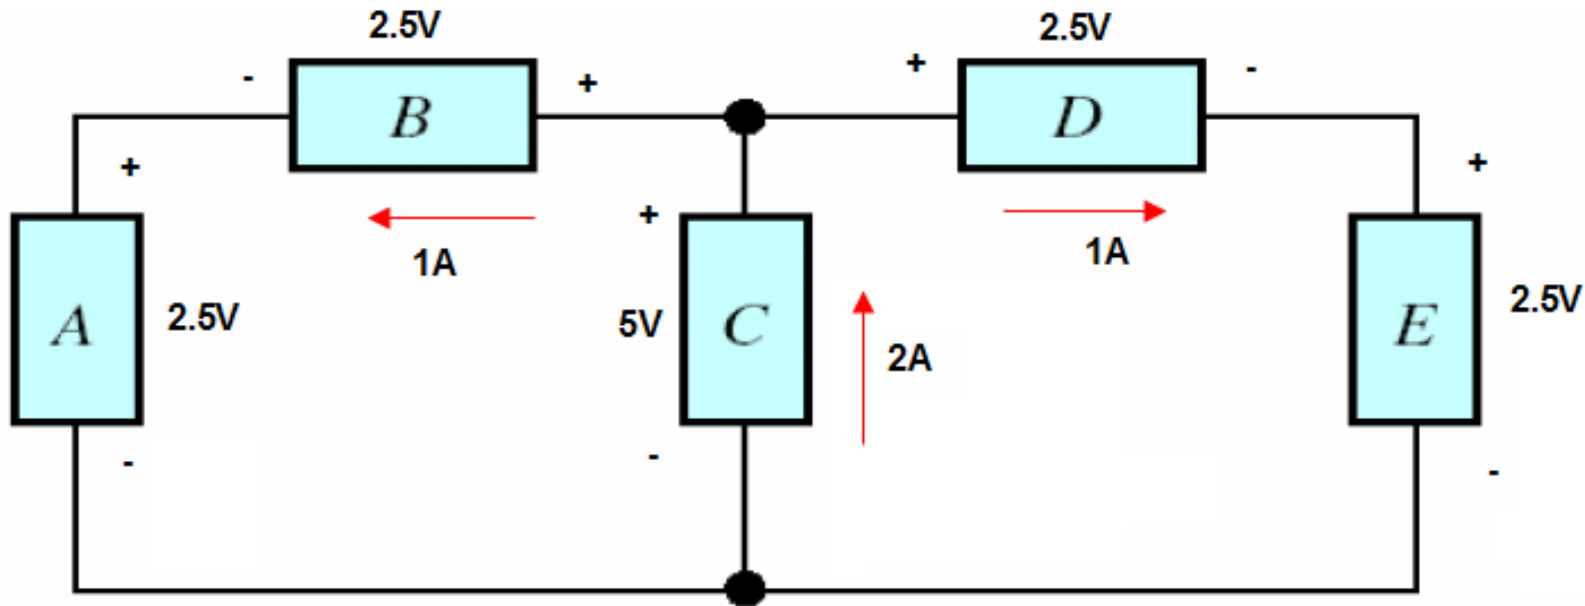 2.5V
2.5V
- B +
+ D -
+
+
1A
+
1A
A 2.5V
5V C 2A
E 2.5V
-
-
-